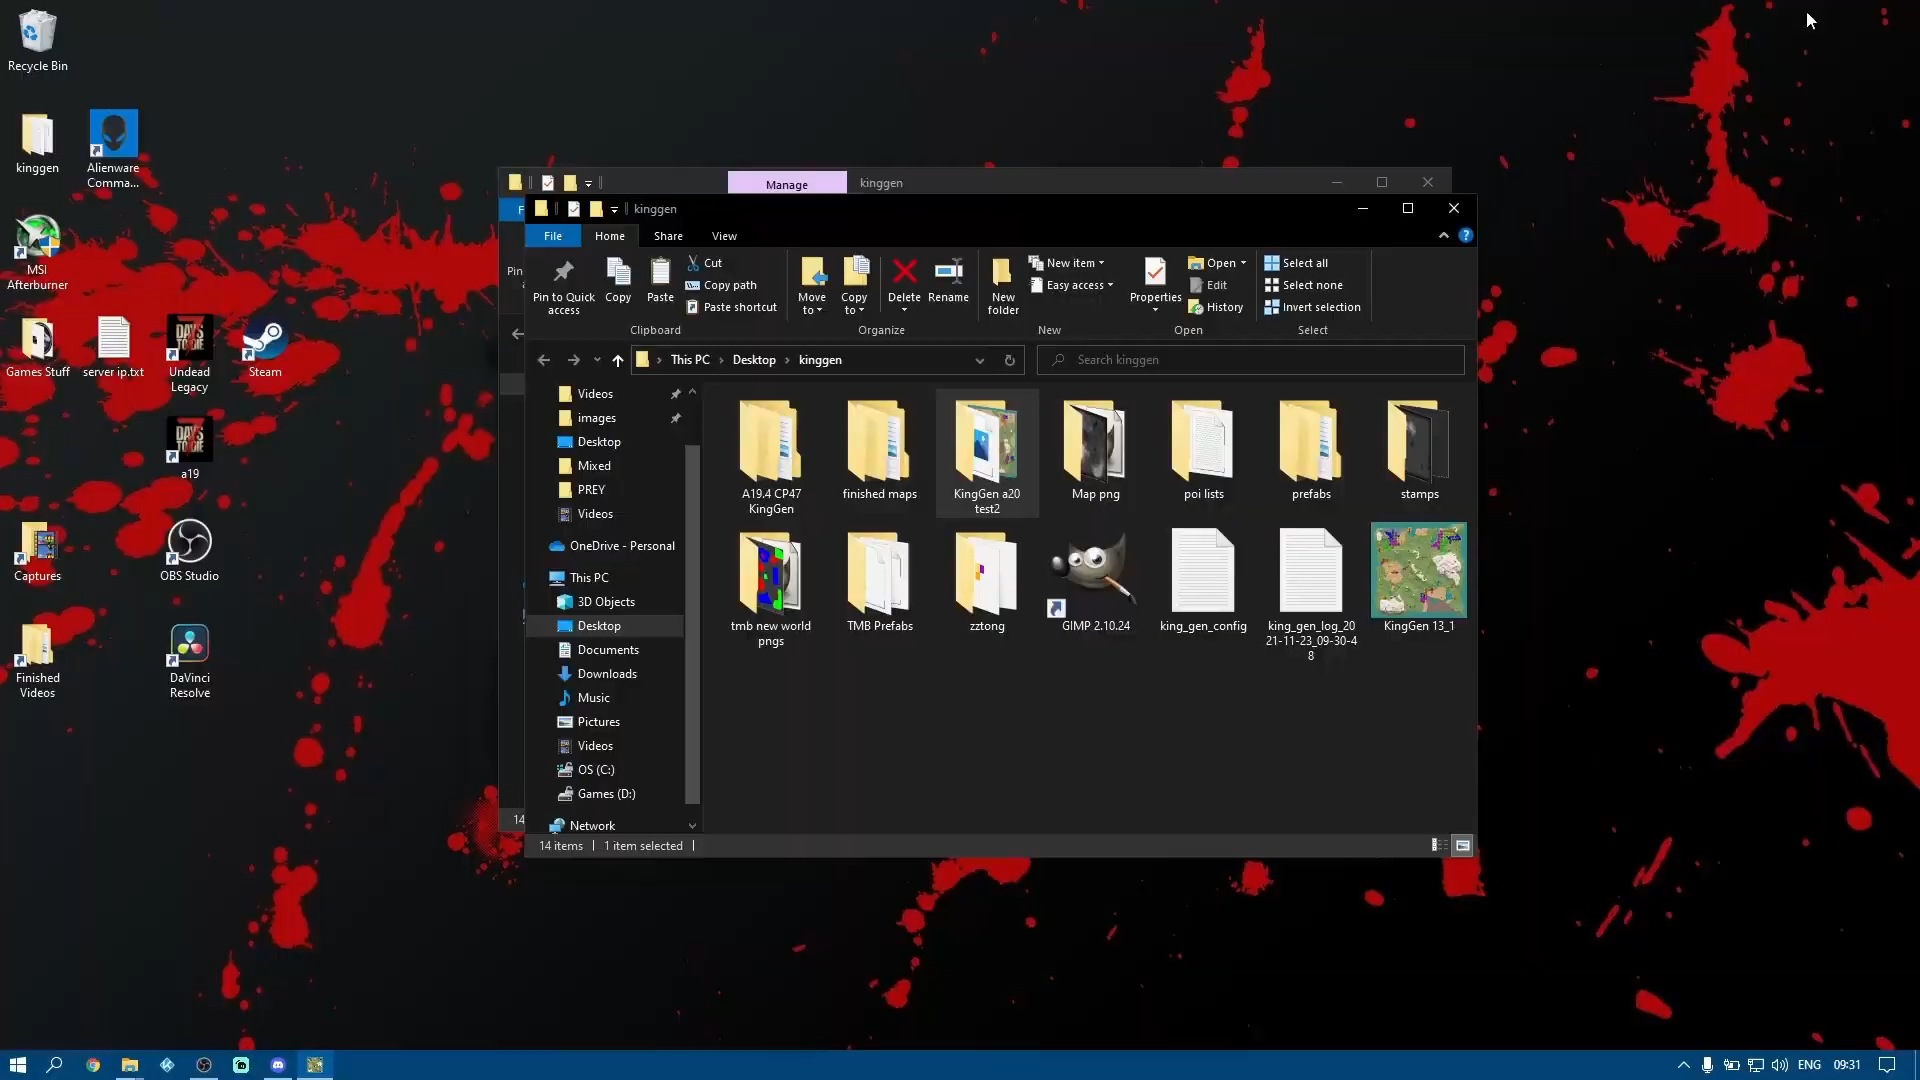 Recycle Bin
kinggen
Alienware
Comma...
MSI
Afterburner
Games Stuff
server ip.txt
Undead
Legacy
Steam
a19
Captures
OBS Studio
Finished
Videos
DaVinci
Resolve
Manage
kinggen
F
Pin
14
kinggen
File
Home
Share
View
Pin to Quick
access
Copy
Paste
Cut
Copy path
Paste shortcut
Clipboard
Move
to
Copy
to
Delete
Rename
Organize
New
folder
New item
Easy access
New
Properties
Open
Edit
History
Open
Select all
Select none
Invert selection
Select
This PC
Desktop
kinggen
Search kinggen
Videos
images
Desktop
Mixed
PREY
Videos
OneDrive - Personal
This PC
3D Objects
Desktop
Documents
Downloads
Music
Pictures
Videos
OS (C:)
Games (D:)
Network
A19.4 CP47
KingGen
finished maps
KingGen a20
test2
Map png
poi lists
prefabs
stamps
tmb new world
pngs
TMB Prefabs
zztong
GIMP 2.10.24
king_gen_config
king_gen_log_20
21-11-23_09-30-4
8
KingGen 13_1
14 items
1 item selected
ENG
09:31